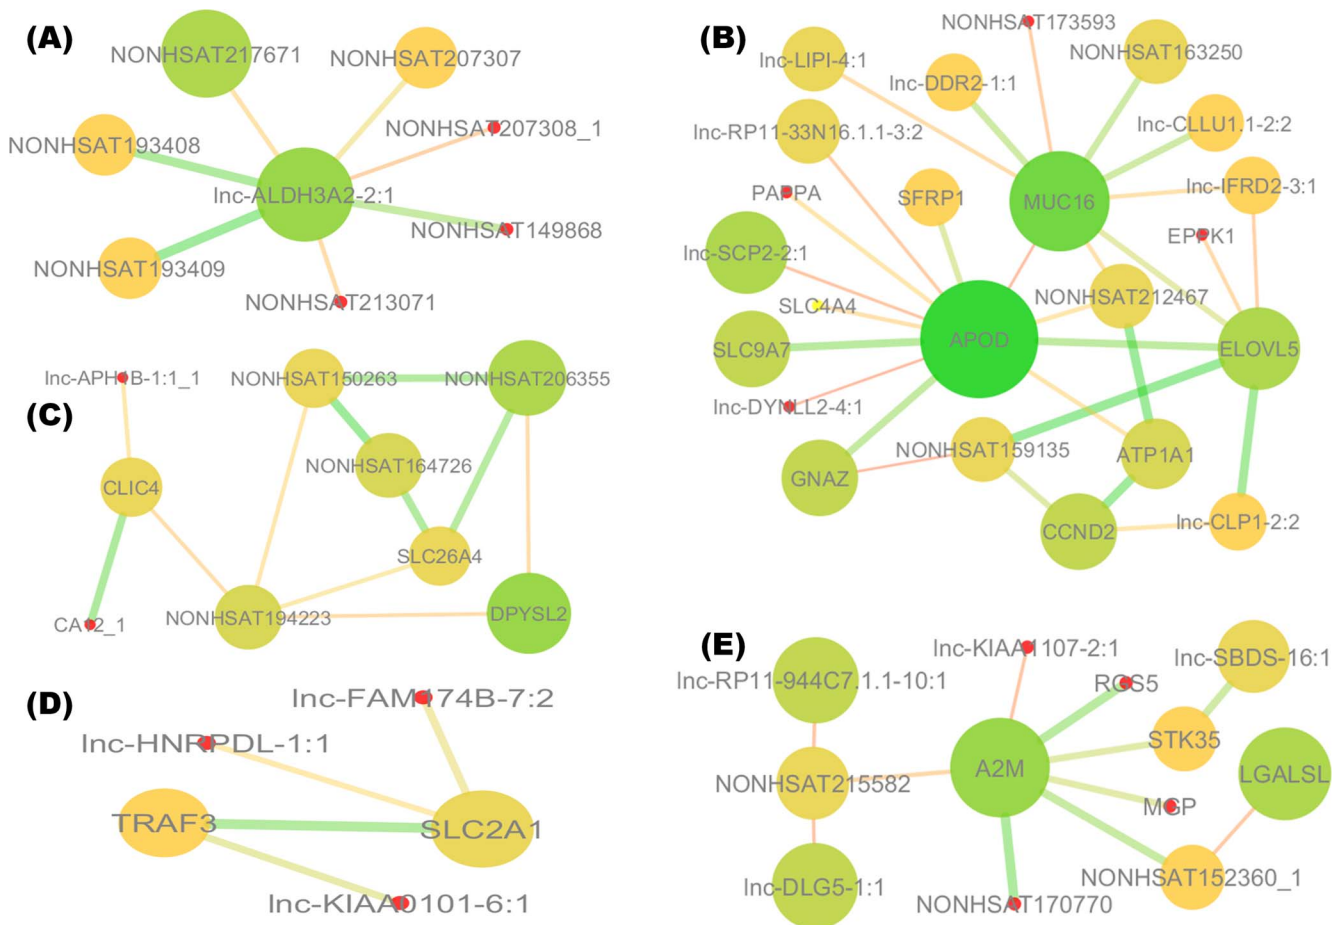 (A)
NONHSAT217671
NONHSAT207307
NONHSAT207308_1
NONHSAT193408
lnc-ALDH3A2-2:1
NONHSAT149868
NONHSAT193409
NONHSAT213071
(B)
NONHSAT173593
lnc-LIPI-4:1
NONHSAT163250
lnc-DDR2-1:1
lnc-RP11-33N16.1.1-3:2
lnc-CLLU1.1-2:2
PAPPA
SFRP1
MUC16
lnc-IFRD2-3:1
EPPK1
lnc-SCP2-2:1
SLC4A4
NONHSAT212467
SLC9A7
APOD
ELOVL5
lnc-DYNLL2-4:1
NONHSAT159135
ATP1A1
GNAZ
CCND2
lnc-CLP1-2:2
(C)
lnc-APH1B-1:1_1
NONHSAT150263
NONHSAT206355
NONHSAT164726
CLIC4
SLC26A4
CA12_1
NONHSAT194223
DPYSL2
(D)
lnc-FAM174B-7:2
lnc-HNRPDL-1:1
TRAF3
SLC2A1
lnc-KIAA0101-6:1
(E)
lnc-KIAA1107-2:1
lnc-SBDS-16:1
lnc-RP11-944C7.1.1-10:1
RGS5
STK35
A2M
LGALSL
NONHSAT215582
MGP
NONHSAT152360_1
lnc-DLG5-1:1
NONHSAT170770